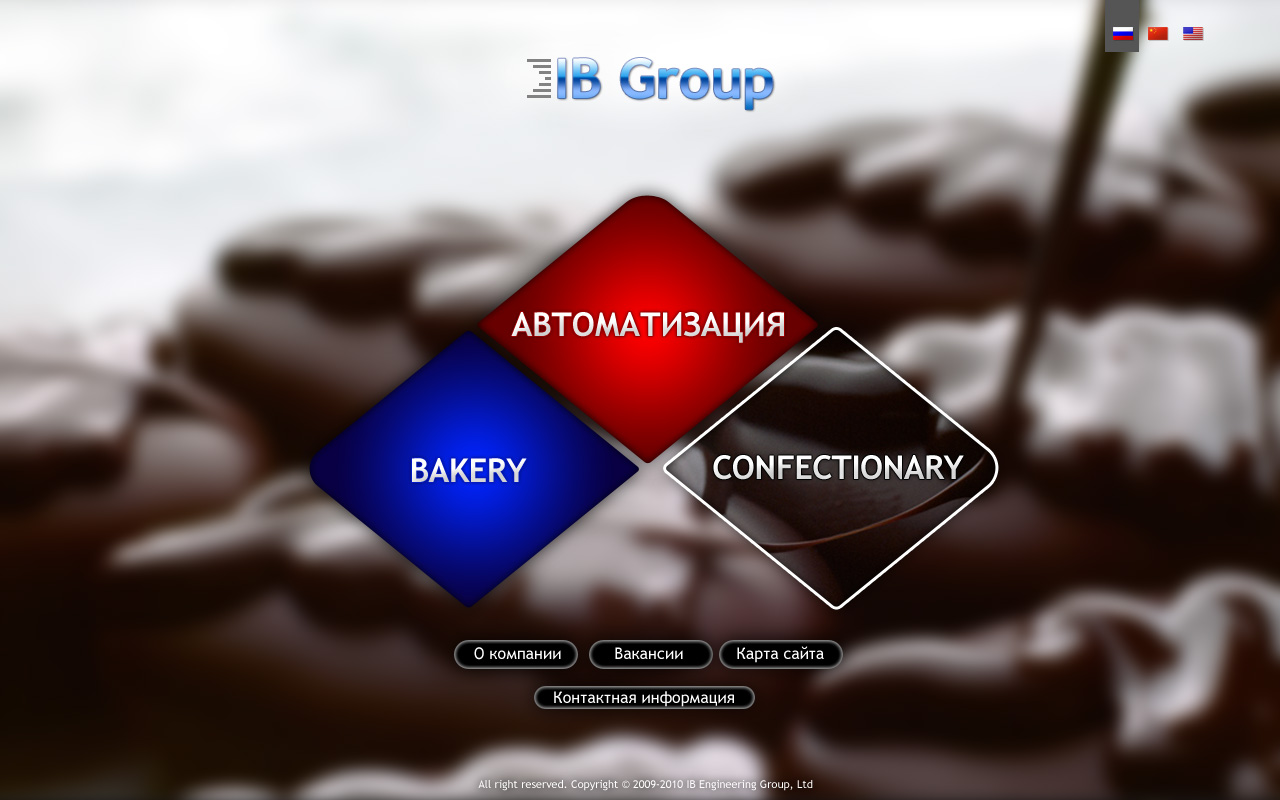 IB Group
АВТОМАТИЗАЦИЯ
BAKERY
CONFECTIONARY
О компании
Вакансии
Карта сайта
Контактная информация
All right reserved. Copyright © 2009-2010 IB Engineering Group, Ltd